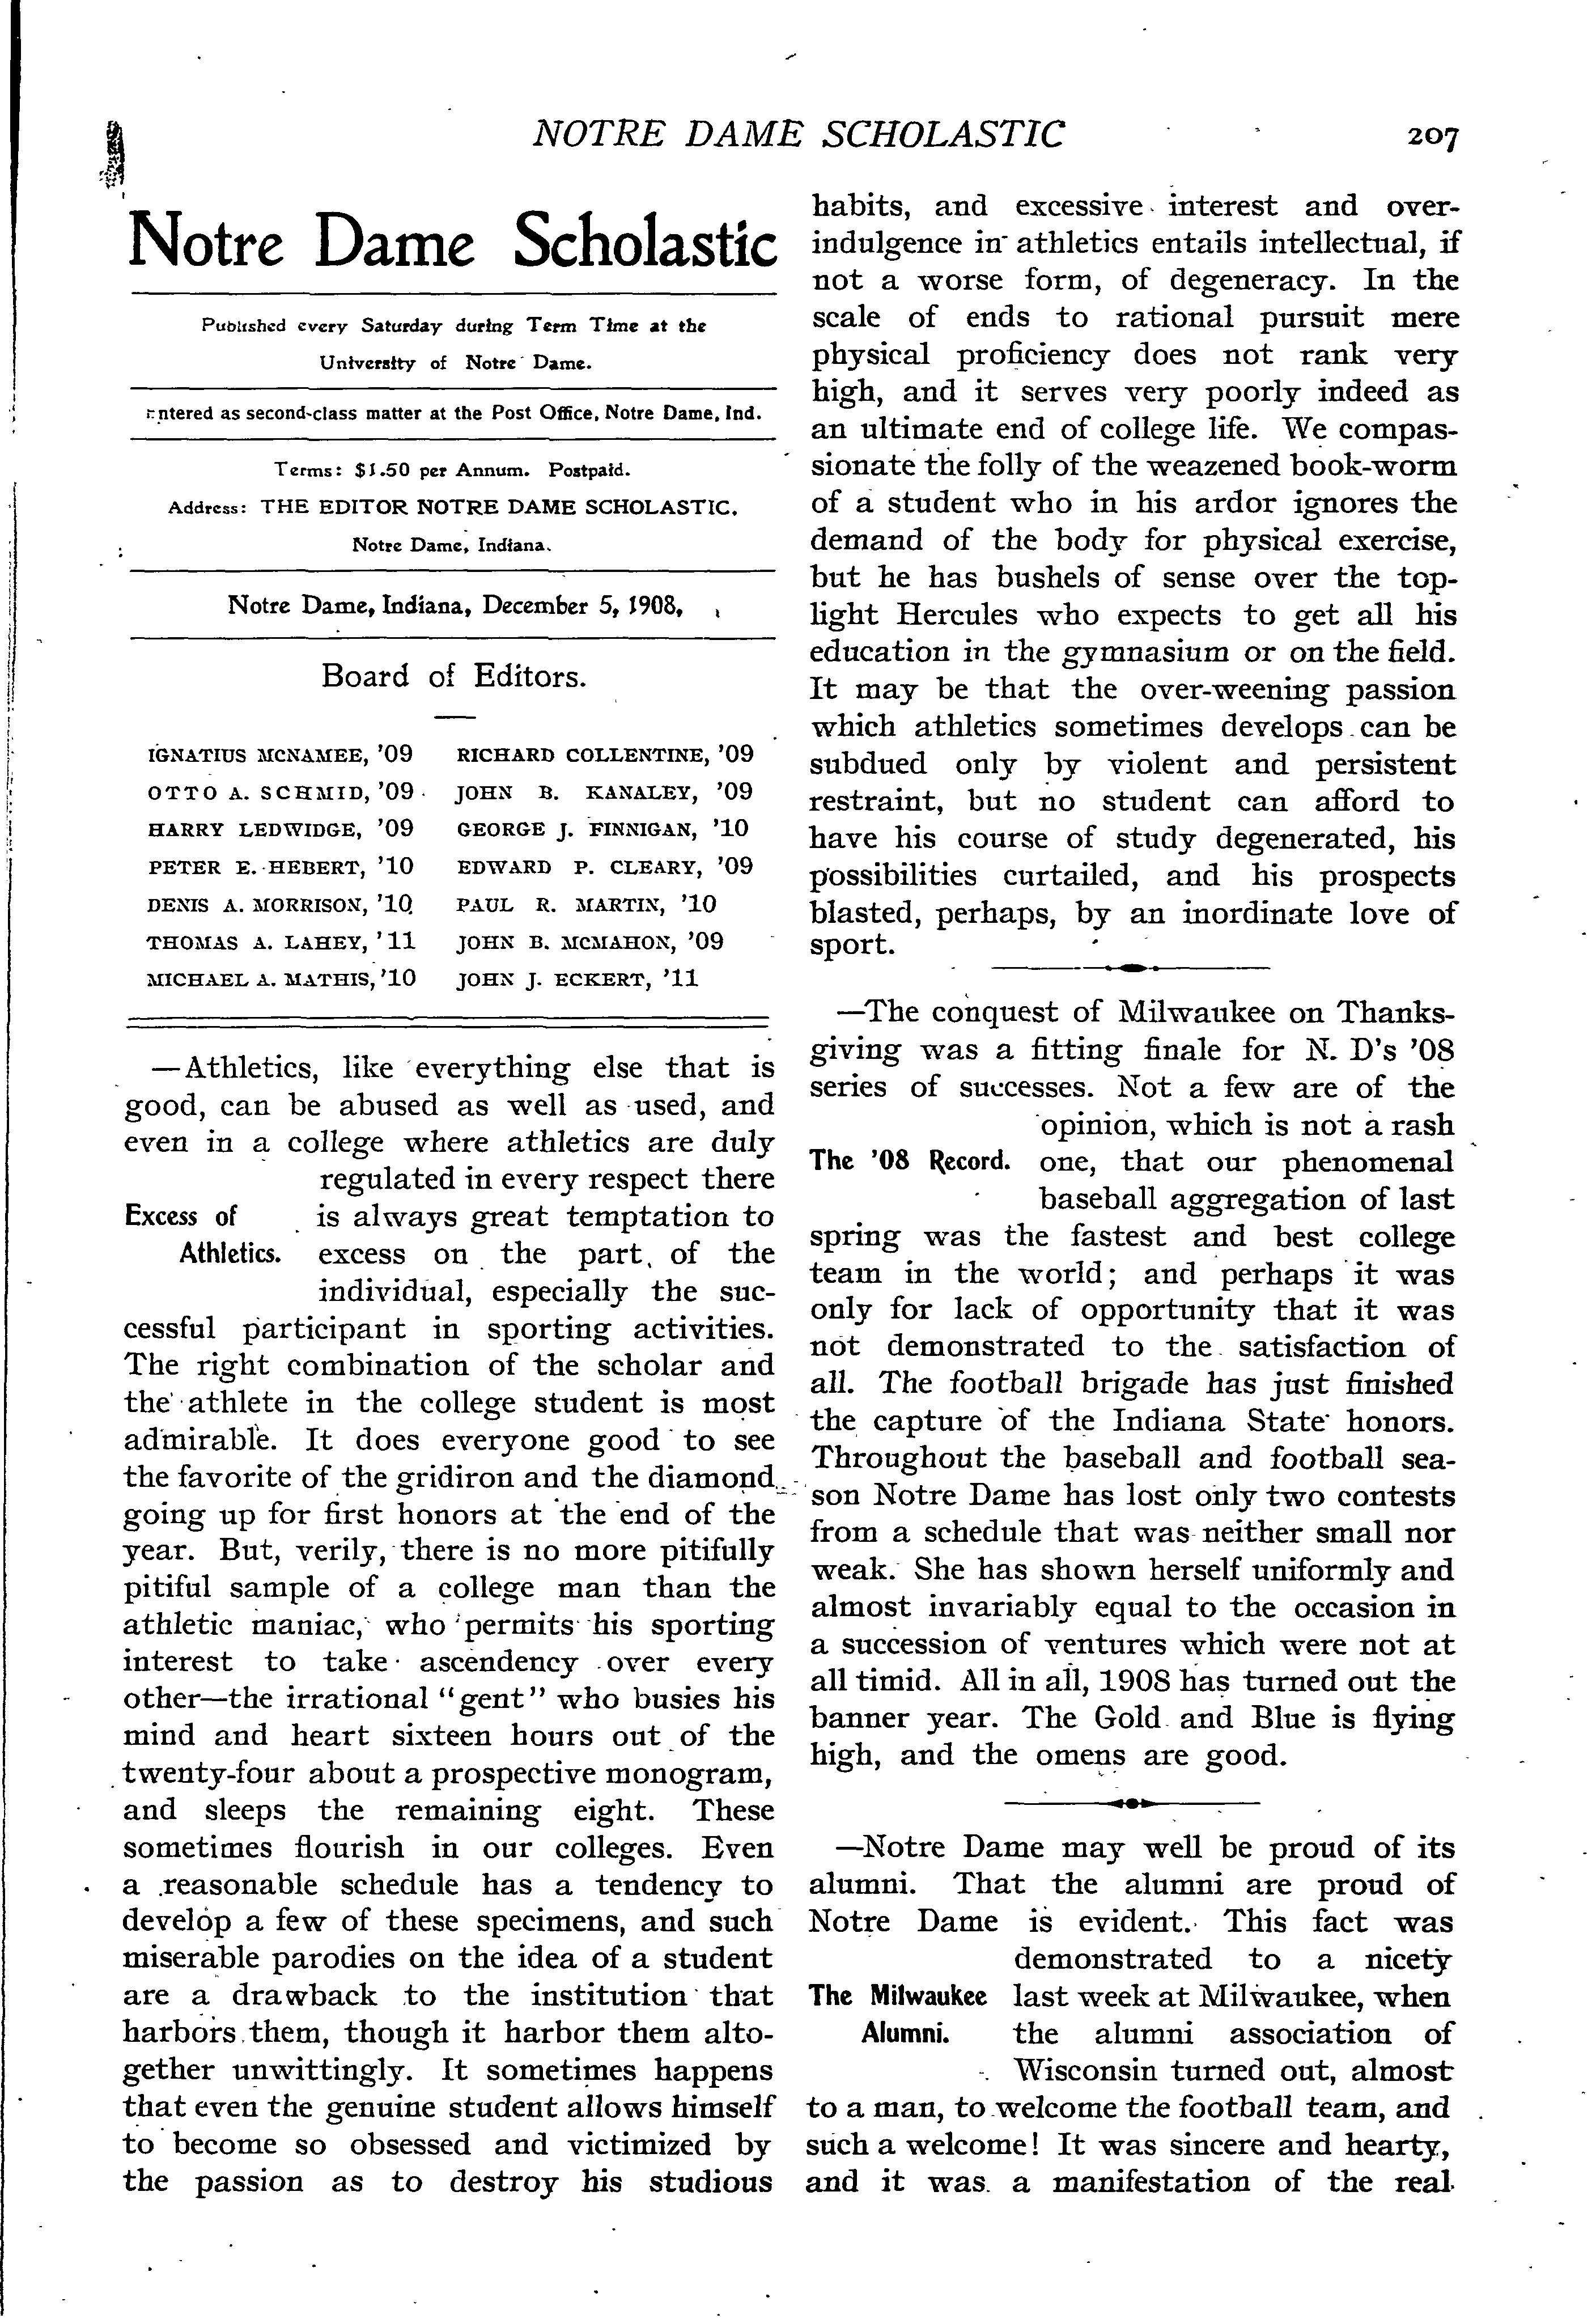 NOTRE DAME SCHOLASTIC 207
Notre Dame Scholastic
Published every Saturday during Term Time at the
University of Notre Dame.
Entered as second-class matter at the Post Office, Notre Dame, Ind.
Terms: $1.50 per Annum. Postpaid.
Address: THE EDITOR NOTRE DAME SCHOLASTIC.
Notre Dame, Indiana.
Notre Dame, Indiana, December 5, 1908,
Board of Editors.
IGNATIUS MCNAMEE, '09 RICHARD COLLENTINE, '09
OTTO A. SCHMID, '09 JOHN B. KANALEY, '09
HARRY LEDWIDGE, '09 GEORGE J. FINNIGAN, '10
PETER E. HEBERT, '10 EDWARD P. CLEARY, '09
DENIS A. MORRISON, '10 PAUL R. MARTIN, '10
THOMAS A. LAHEY, '11 JOHN B. MCMAHON, '09
MICHAEL A. MATHIS, '10 JOHN J. ECKERT, '11
—Athletics, like everything else that is
good, can be abused as well as used, and
even in a college where athletics are duly
regulated in every respect there
Excess of is always great temptation to
Athletics. excess on the part of the
individual, especially the suc-
cessful participant in sporting activities.
The right combination of the scholar and
the athlete in the college student is most
admirable. It does everyone good to see
the favorite of the gridiron and the diamond
going up for first honors at the end of the
year. But, verily, there is no more pitifully
pitiful sample of a college man than the
athletic maniac, who permits his sporting
interest to take ascendency over every
other—the irrational "gent" who busies his
mind and heart sixteen hours out of the
twenty-four about a prospective monogram,
and sleeps the remaining eight. These
sometimes flourish in our colleges. Even
a reasonable schedule has a tendency to
develop a few of these specimens, and such
miserable parodies on the idea of a student
are a drawback to the institution that
harbors them, though it harbor them alto-
gether unwittingly. It sometimes happens
that even the genuine student allows himself
to become so obsessed and victimized by
the passion as to destroy his studious
habits, and excessive interest and over-
indulgence in athletics entails intellectual, if
not a worse form, of degeneracy. In the
scale of ends to rational pursuit mere
physical proficiency does not rank very
high, and it serves very poorly indeed as
an ultimate end of college life. We compas-
sionate the folly of the weazened book-worm
of a student who in his ardor ignores the
demand of the body for physical exercise,
but he has bushels of sense over the top-
light Hercules who expects to get all his
education in the gymnasium or on the field.
It may be that the over-weening passion
which athletics sometimes develops can be
subdued only by violent and persistent
restraint, but no student can afford to
have his course of study degenerated, his
possibilities curtailed, and his prospects
blasted, perhaps, by an inordinate love of
sport.
—The conquest of Milwaukee on Thanks-
giving was a fitting finale for N. D's '08
series of successes. Not a few are of the
opinion, which is not a rash
The '08 Record. one, that our phenomenal
baseball aggregation of last
spring was the fastest and best college
team in the world; and perhaps it was
only for lack of opportunity that it was
not demonstrated to the satisfaction of
all. The football brigade has just finished
the capture of the Indiana State honors.
Throughout the baseball and football sea-
son Notre Dame has lost only two contests
from a schedule that was neither small nor
weak. She has shown herself uniformly and
almost invariably equal to the occasion in
a succession of ventures which were not at
all timid. All in all, 1908 has turned out the
banner year. The Gold and Blue is flying
high, and the omens are good.
—Notre Dame may well be proud of its
alumni. That the alumni are proud of
Notre Dame is evident. This fact was
demonstrated to a nicety
The Milwaukee last week at Milwaukee, when
Alumni. the alumni association of
Wisconsin turned out, almost
to a man, to welcome the football team, and
such a welcome! It was sincere and hearty,
and it was a manifestation of the real